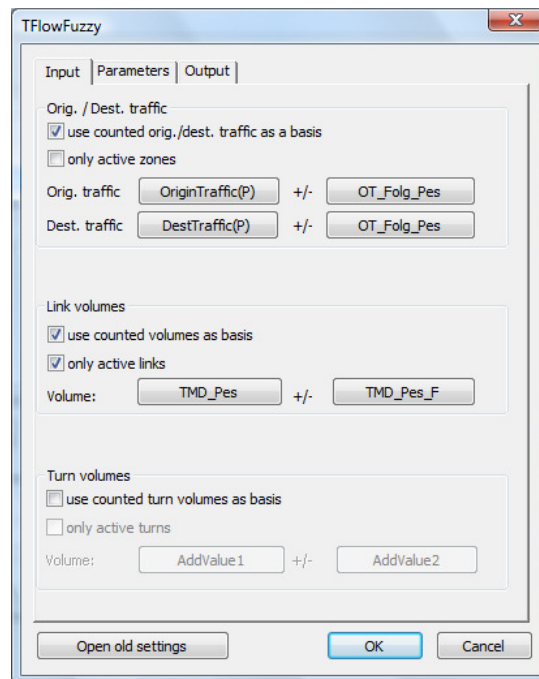 TFlowFuzzy
Input Parameters Output
Orig. / Dest. traffic
use counted orig./dest. traffic as a basis
only active zones
Orig. traffic OriginTraffic(P) +/- OT_Folg_Pes
Dest. traffic DestTraffic(P) +/- OT_Folg_Pes
Link volumes
use counted volumes as basis
only active links
Volume: TMD_Pes +/- TMD_Pes_F
Turn volumes
use counted turn volumes as basis
only active turns
Volume: AddValue1 +/- AddValue2
Open old settings OK Cancel